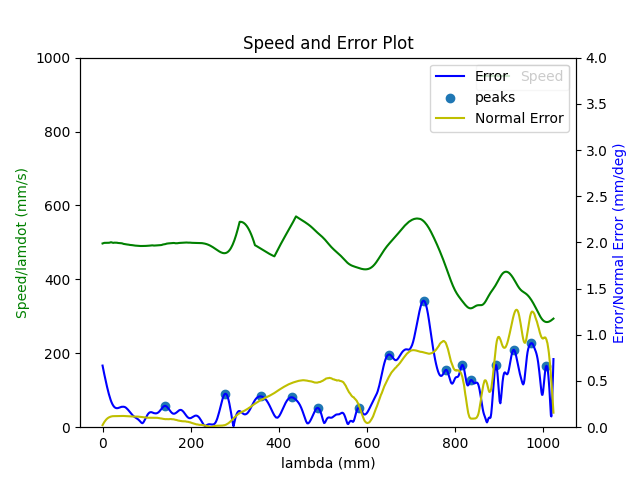 Speed and Error Plot
Speed/lamdot (mm/s)
1000
800
600
400
200
0
4.0
3.5
3.0
2.5
2.0
1.5
1.0
0.5
0.0
Error/Normal Error (mm/deg)
Error
Speed
peaks
Normal Error
0 200 400 600 800 1000
lambda (mm)